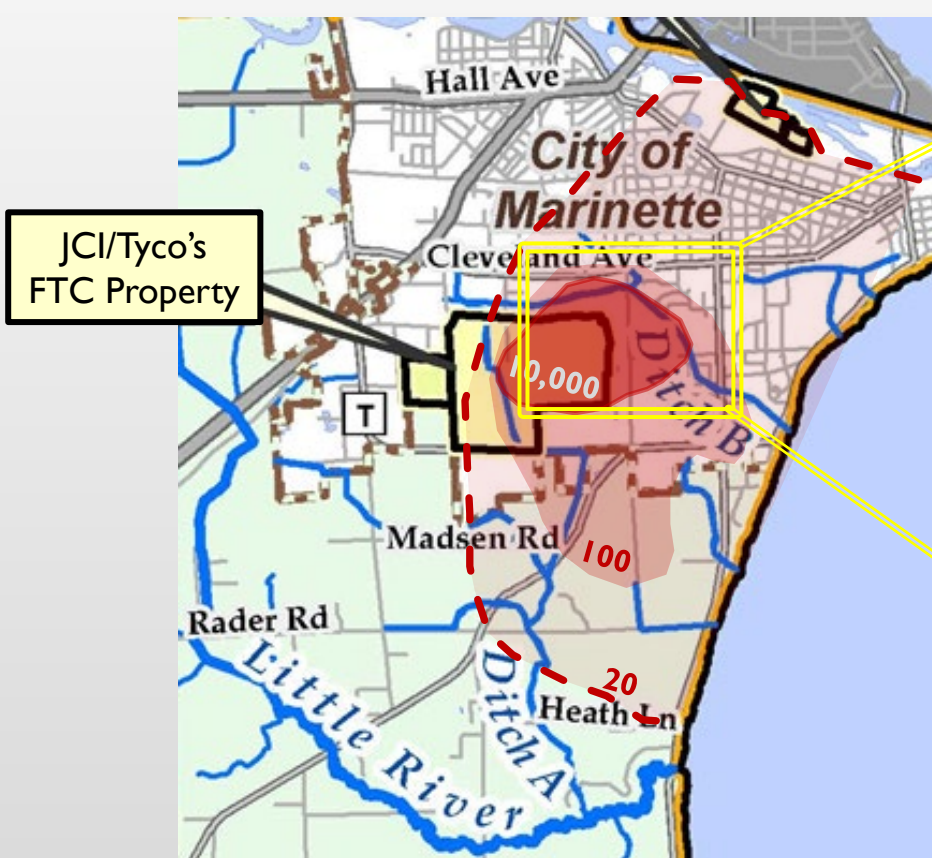 Hall Ave
City of
Marinette
JCI/Tyco's
FTC Property
Cleveland Ave
10,000
Ditch B
T
Madsen Rd
100
Rader Rd
20
Heath Ln
Ditch A
Little River